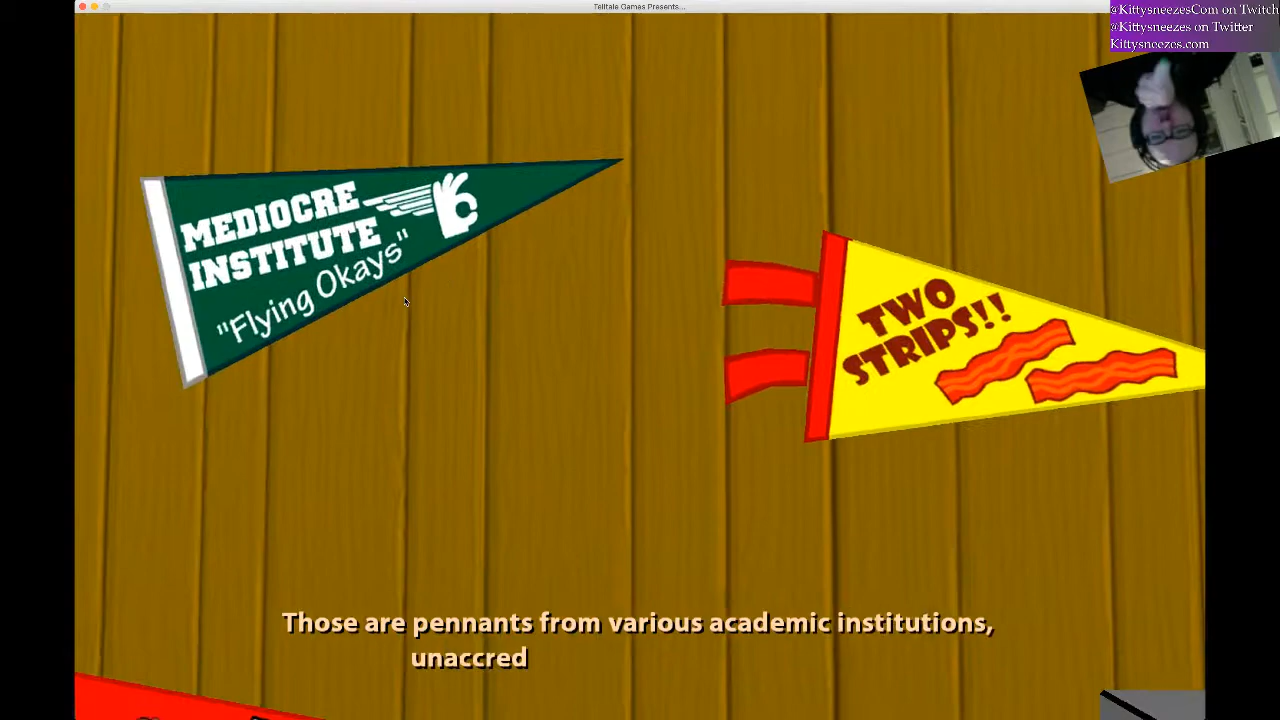 Telltale Games Presents...
@KittysneezesCom on Twitch
@Kittysneezes on Twitter
Kittysneezes.com
MEDIOCRE
INSTITUTE
"Flying Okays"
TWO
STRIPS!!
Those are pennants from various academic institutions,
unaccred